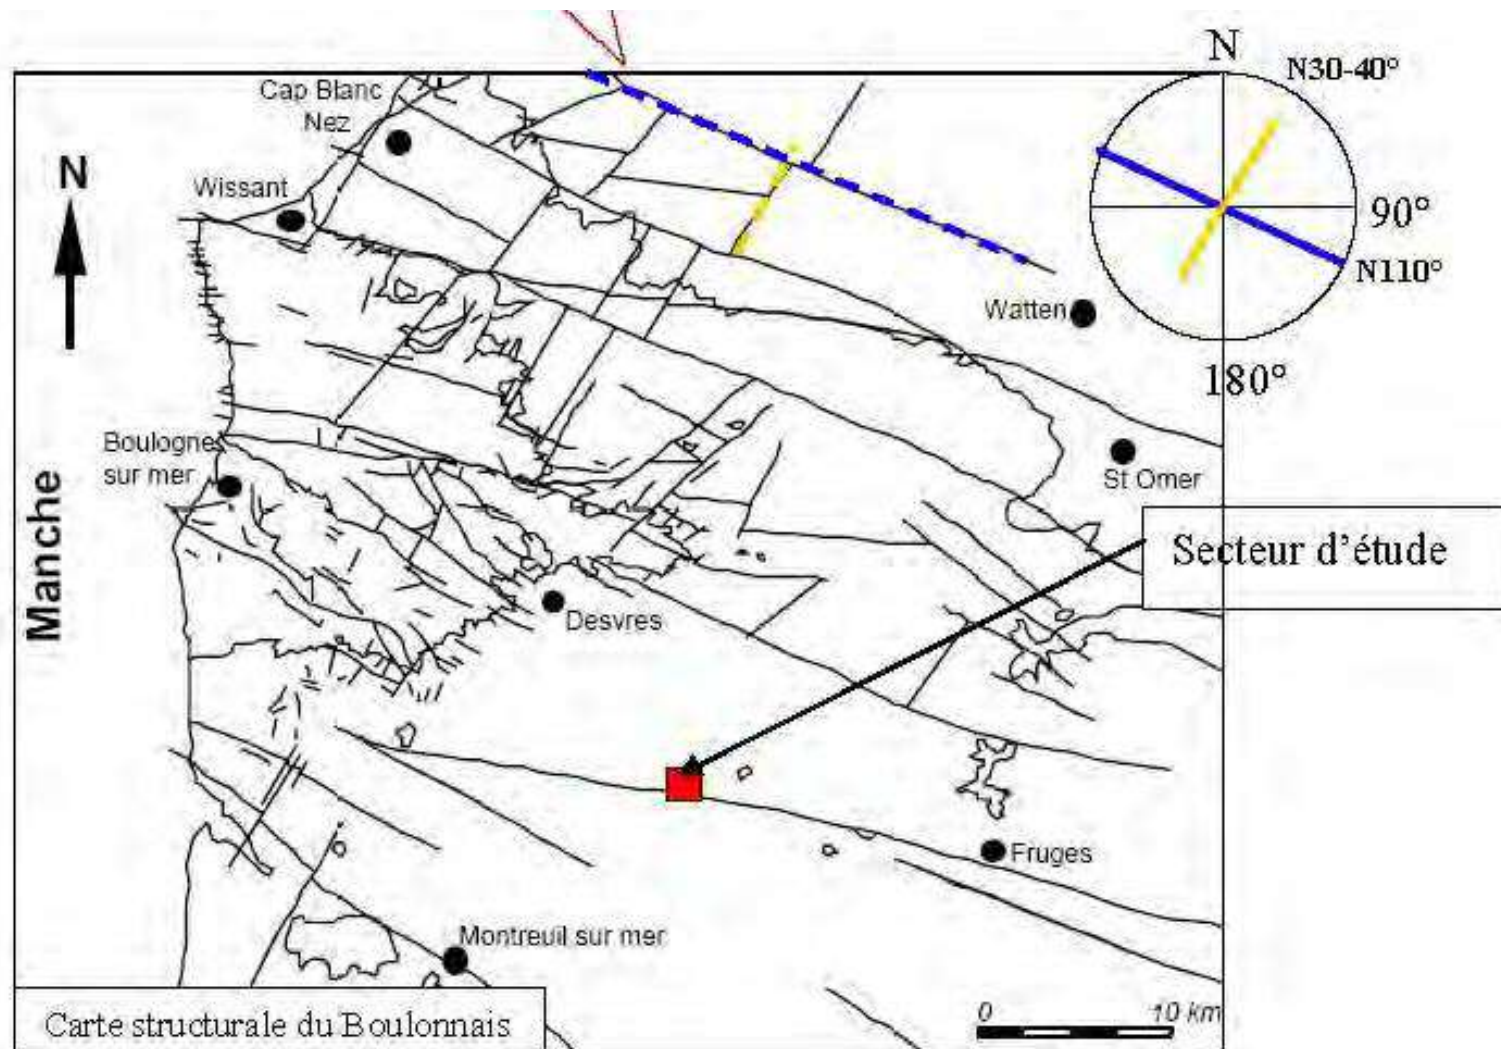 N
N30-40°
Cap Blanc
Nez
N
Wissant
90°
N110°
Watten
180°
Boulogne
sur mer
St Omer
Manche
Secteur d'étude
Desvres
Fruges
Montreuil sur mer
0 10 km
Carte structurale du Boulonnais